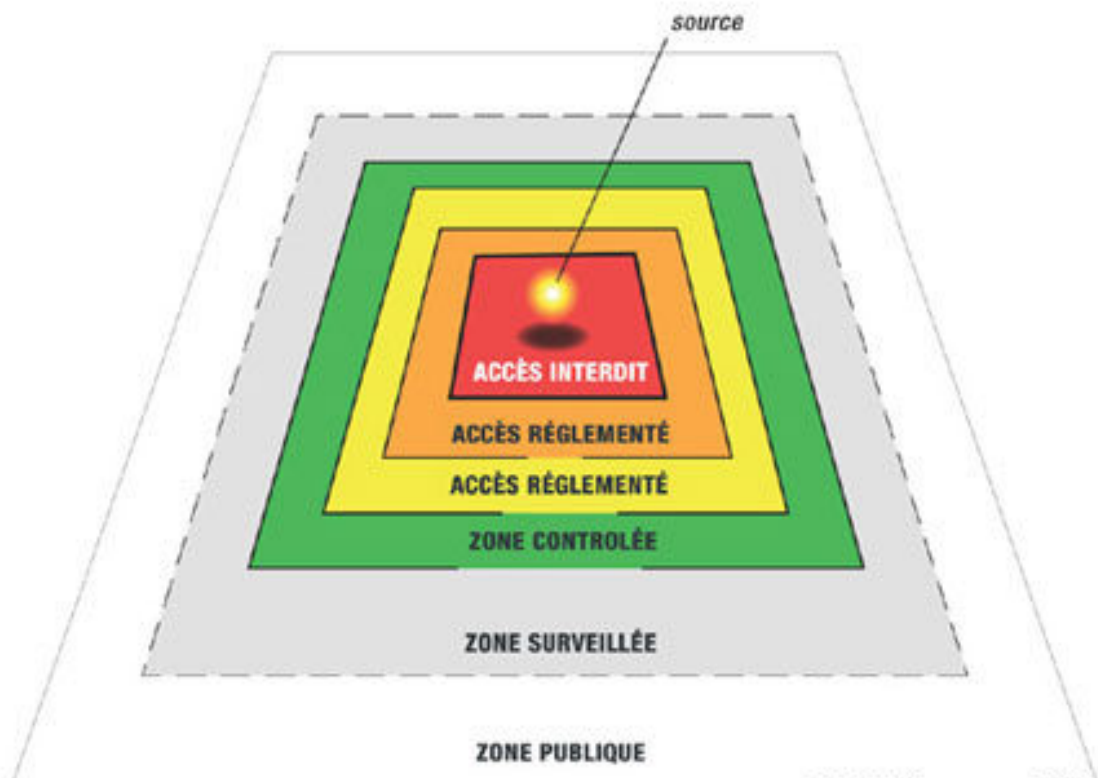 source
ACCÈS INTERDIT
ACCÈS RÉGLEMENTÉ
ACCÈS RÉGLEMENTÉ
ZONE CONTROLÉE
ZONE SURVEILLÉE
ZONE PUBLIQUE